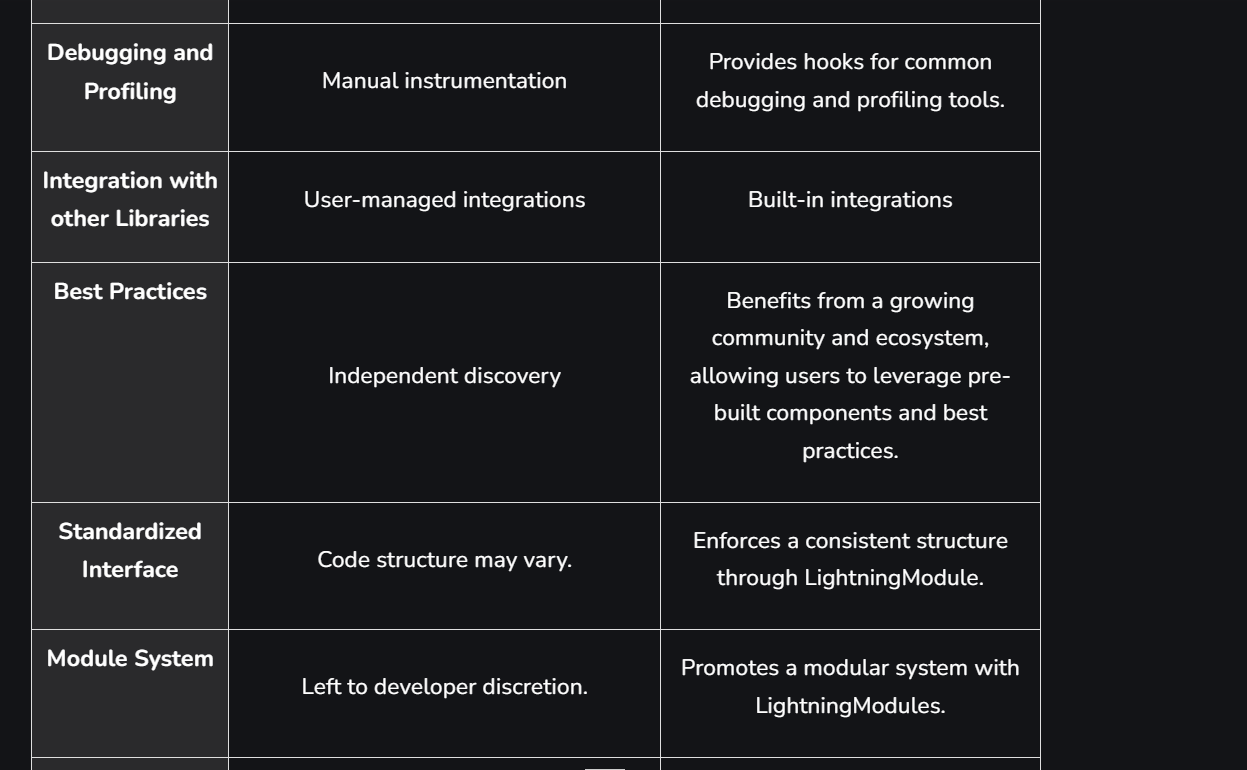 Debugging and
Profiling
Manual instrumentation
Provides hooks for common
debugging and profiling tools.
Integration with
other Libraries
User-managed integrations
Built-in integrations
Best Practices
Independent discovery
Benefits from a growing
community and ecosystem,
allowing users to leverage pre-
built components and best
practices.
Standardized
Interface
Code structure may vary.
Enforces a consistent structure
through LightningModule.
Module System
Left to developer discretion.
Promotes a modular system with
LightningModules.